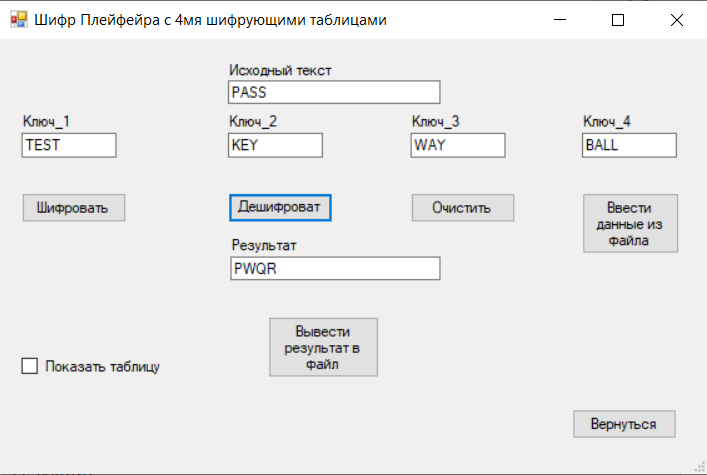 Шифр Плейфейра с 4мя шифрующими таблицами
Исходный текст
PASS
Ключ_1
Ключ_2
Ключ_3
Ключ_4
TEST
KEY
WAY
BALL
Шифровать
Дешифроват
Очистить
Ввести
данные из
файла
Результат
PWQR
Вывести
результат в
файл
Показать таблицу
Вернуться